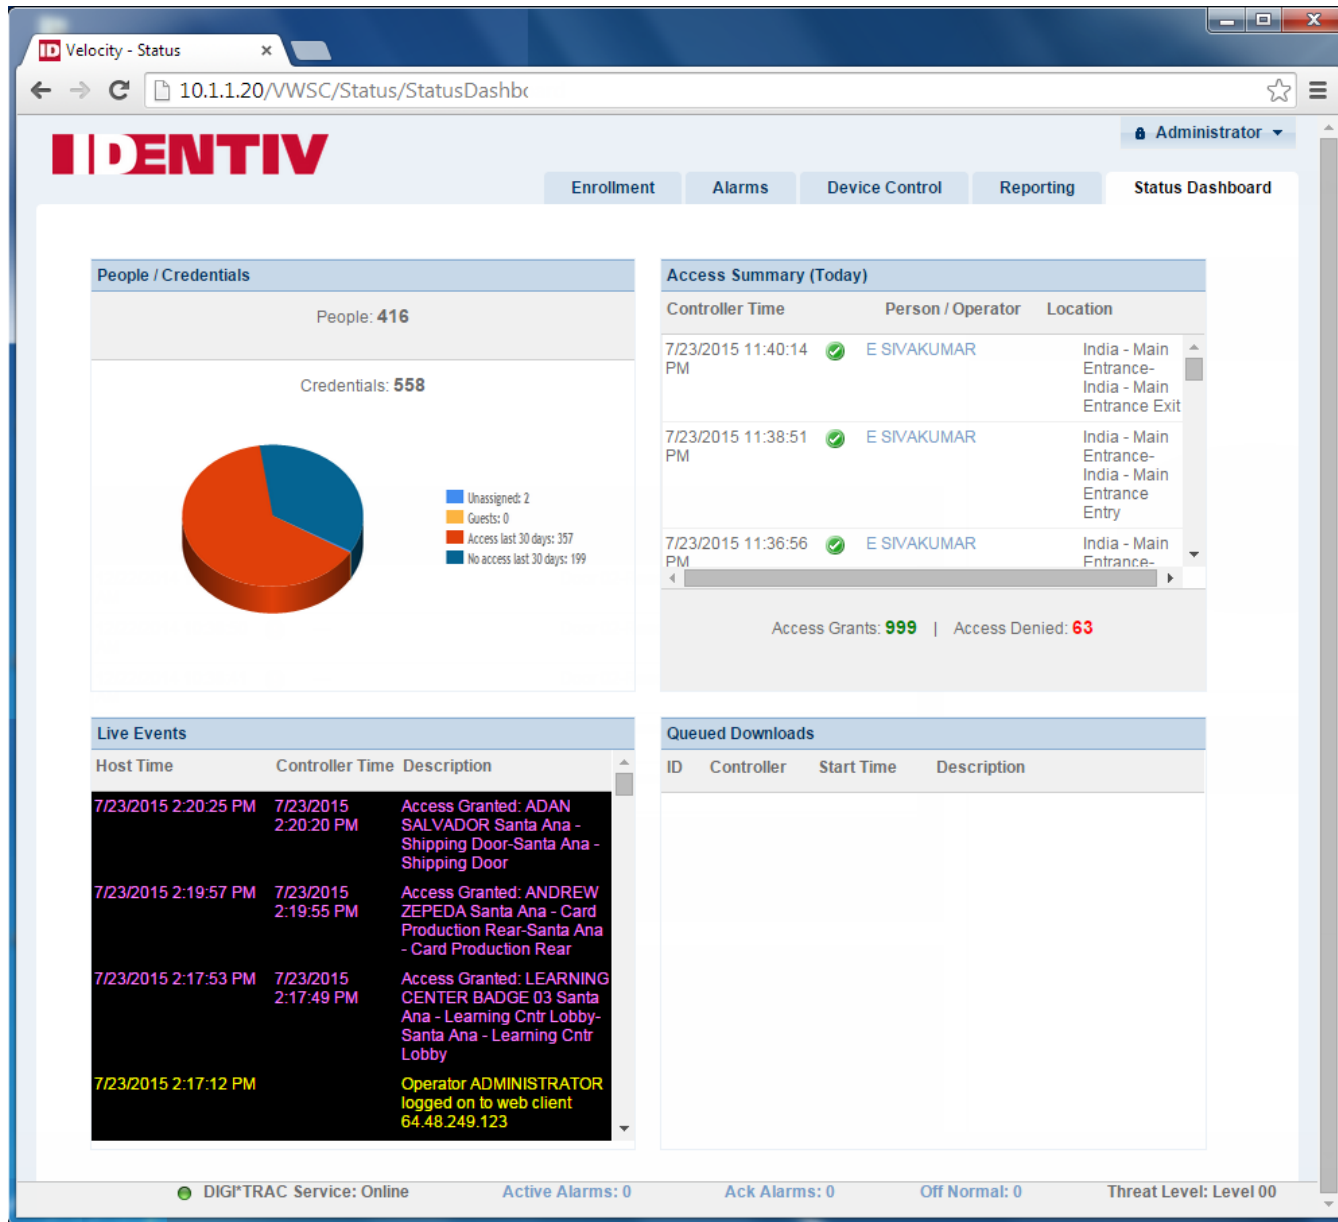 ID Velocity - Status
10.1.1.20/VWSC/Status/StatusDashbc
Administrator
IDENTIV
Enrollment Alarms Device Control Reporting Status Dashboard
People / Credentials
People: 416
Credentials: 558
Unassigned: 2
Guests: 0
Access last 30 days: 357
No access last 30 days: 199
Access Summary (Today)
Controller Time Person / Operator Location
7/23/2015 11:40:14 E SIVAKUMAR India - Main
PM Entrance-
India - Main
Entrance Exit
7/23/2015 11:38:51 E SIVAKUMAR India - Main
PM Entrance-
India - Main
Entrance
Entry
7/23/2015 11:36:56 E SIVAKUMAR India - Main
PM Entrance-
Access Grants: 999 | Access Denied: 63
Live Events
Host Time Controller Time Description
7/23/2015 2:20:25 PM 7/23/2015 Access Granted: ADAN
2:20:20 PM SALVADOR Santa Ana -
Shipping Door-Santa Ana -
Shipping Door
7/23/2015 2:19:57 PM 7/23/2015 Access Granted: ANDREW
2:19:55 PM ZEPEDA Santa Ana - Card
Production Rear-Santa Ana
- Card Production Rear
7/23/2015 2:17:53 PM 7/23/2015 Access Granted: LEARNING
2:17:49 PM CENTER BADGE 03 Santa
Ana - Learning Cntr Lobby-
Santa Ana - Learning Cntr
Lobby
7/23/2015 2:17:12 PM Operator ADMINISTRATOR
logged on to web client
64.48.249.123
Queued Downloads
ID Controller Start Time Description
DIGI*TRAC Service: Online Active Alarms: 0 Ack Alarms: 0 Off Normal: 0 Threat Level: Level 00